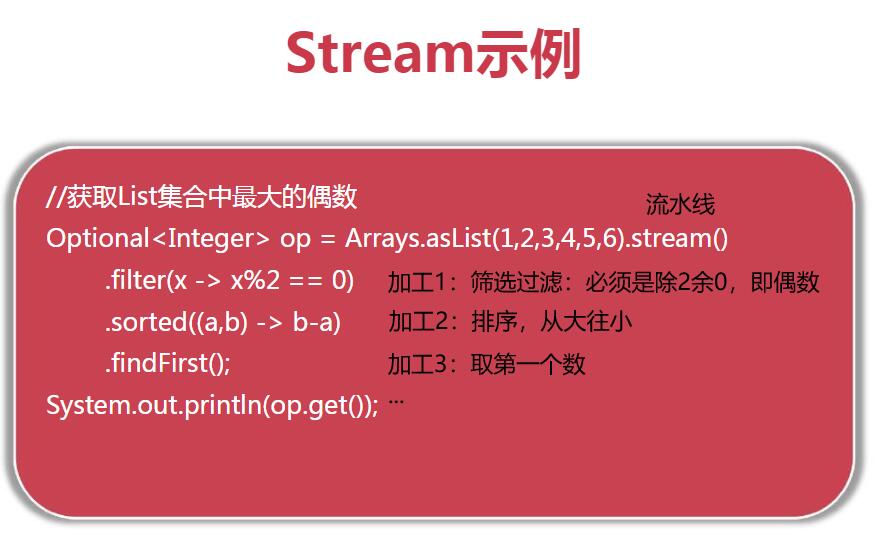 Stream示例
//获取List集合中最大的偶数
流水线
Optional<Integer> op = Arrays.asList(1,2,3,4,5,6).stream()
.filter(x -> x%2 == 0) 加工1：筛选过滤：必须是除2余0，即偶数
.sorted((a,b) -> b-a) 加工2：排序，从大往小
.findFirst(); 加工3：取第一个数
System.out.println(op.get()); ...